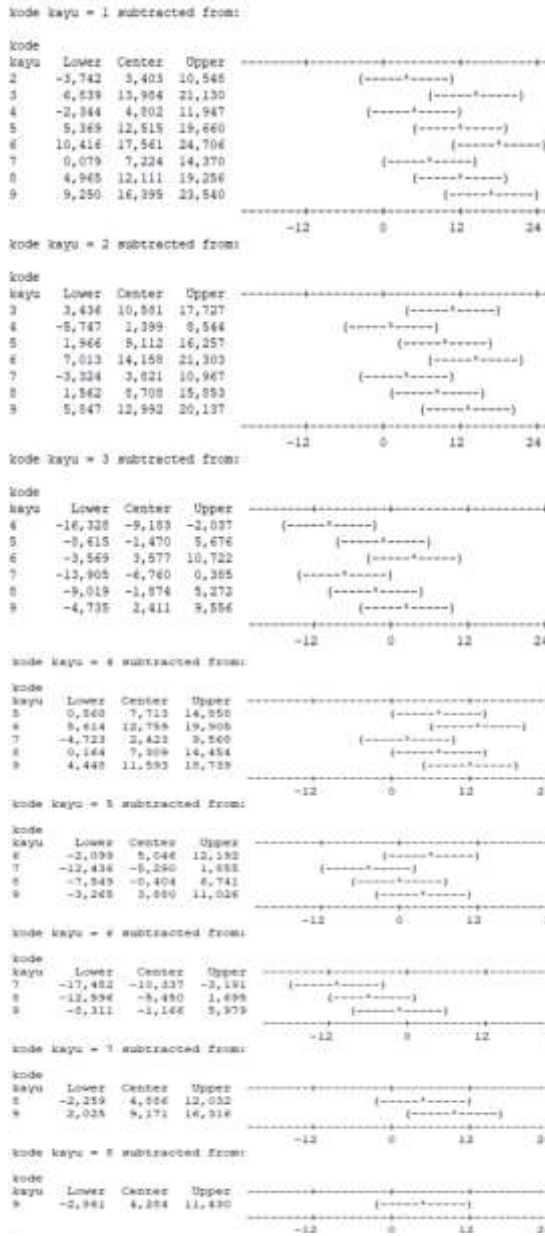 kode kayu = 1 subtracted from:
kode
kayu Lower Center Upper ---------+---------+---------+---------+
2 -3,742 3,403 10,548 (-----*-----)
3 6,839 13,984 21,130 (-----*-----)
4 -2,344 4,802 11,947 (-----*-----)
5 5,369 12,515 19,660 (-----*-----)
6 10,416 17,561 24,706 (-----*-----)
7 0,079 7,224 14,370 (-----*-----)
8 4,965 12,111 19,256 (-----*-----)
9 9,250 16,395 23,540 (-----*-----)
---------+---------+---------+---------+
-12 0 12 24
kode kayu = 2 subtracted from:
kode
kayu Lower Center Upper ---------+---------+---------+---------+
3 3,436 10,581 17,727 (-----*-----)
4 -5,747 1,399 8,544 (-----*-----)
5 1,966 9,112 16,257 (-----*-----)
6 7,013 14,158 21,303 (-----*-----)
7 -3,324 3,821 10,967 (-----*-----)
8 1,562 8,708 15,853 (-----*-----)
9 5,847 12,992 20,137 (-----*-----)
---------+---------+---------+---------+
-12 0 12 24
kode kayu = 3 subtracted from:
kode
kayu Lower Center Upper ---------+---------+---------+---------+
4 -16,328 -9,183 -2,037 (-----*-----)
5 -8,615 -1,470 5,676 (-----*-----)
6 -3,569 3,577 10,722 (-----*-----)
7 -13,905 -6,760 0,385 (-----*-----)
8 -9,019 -1,874 5,272 (-----*-----)
9 -4,735 2,411 9,556 (-----*-----)
---------+---------+---------+---------+
-12 0 12 24
kode kayu = 4 subtracted from:
kode
kayu Lower Center Upper ---------+---------+---------+---------
5 0,568 7,713 14,858 (-----*-----)
6 5,614 12,759 19,905 (-----*-----)
7 -4,723 2,423 9,568 (-----*-----)
8 0,164 7,309 14,454 (-----*-----)
9 4,448 11,593 18,739 (-----*-----)
---------+---------+---------+---------
-12 0 12
kode kayu = 5 subtracted from:
kode
kayu Lower Center Upper ---------+---------+---------+---------
6 -2,099 5,046 12,192 (-----*-----)
7 -12,436 -5,290 1,855 (-----*-----)
8 -7,549 -0,404 6,741 (-----*-----)
9 -3,265 3,880 11,026 (-----*-----)
---------+---------+---------+---------
-12 0 12
kode kayu = 6 subtracted from:
kode
kayu Lower Center Upper ---------+---------+---------+---------
7 -17,482 -10,337 -3,191 (-----*-----)
8 -12,596 -5,450 1,695 (-----*-----)
9 -8,311 -1,166 5,979 (-----*-----)
---------+---------+---------+---------
-12 0 12
kode kayu = 7 subtracted from:
kode
kayu Lower Center Upper ---------+---------+---------+---------
8 -2,259 4,886 12,032 (-----*-----)
9 2,025 9,171 16,316 (-----*-----)
---------+---------+---------+---------
-12 0 12
kode kayu = 8 subtracted from:
kode
kayu Lower Center Upper ---------+---------+---------+---------
9 -2,861 4,284 11,430 (-----*-----)
---------+---------+---------+---------
-12 0 12